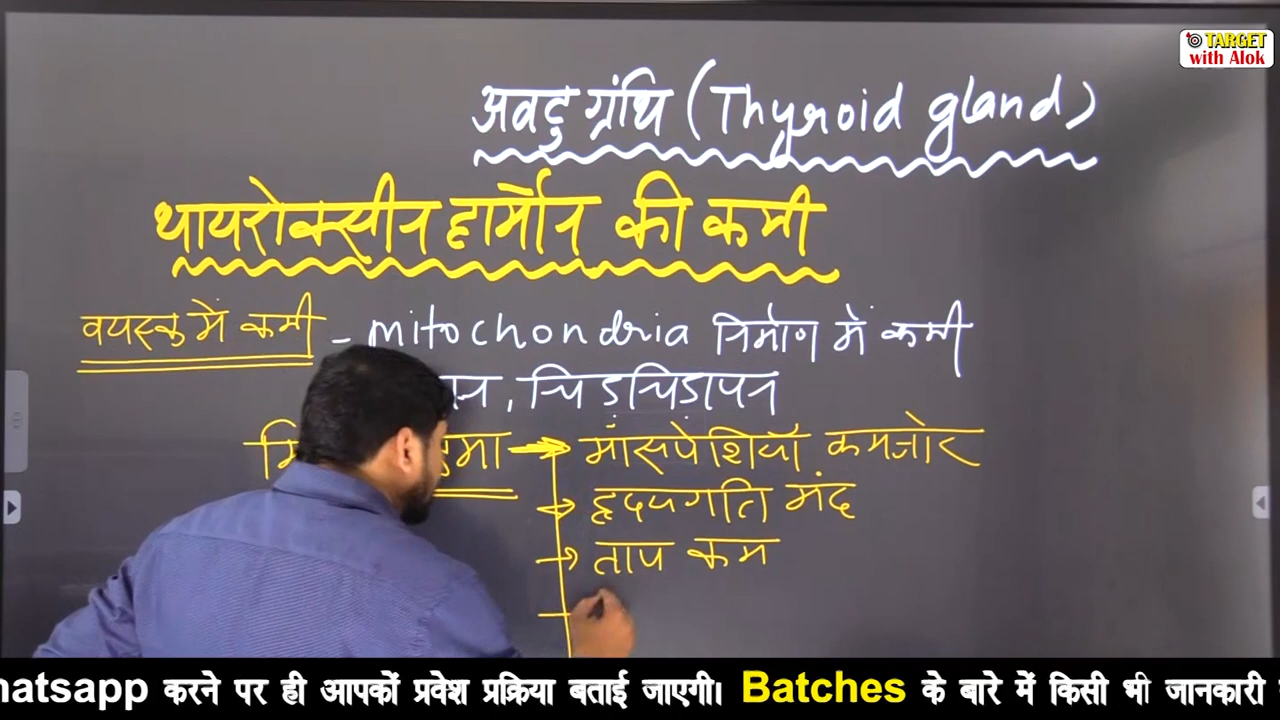 TARGET
with Alok
अवटु ग्रंथि (Thyroid gland)
थायरोक्सीन हार्मोन की कमी
वयस्क में कमी - mitochondria निर्माण में कमी
, चिडचिडापन
मांसपेशियाँ कमजोर
हृदयगति मंद
ताप कम
hatsapp करने पर ही आपकों प्रवेश प्रक्रिया बताई जाएगी। Batches के बारे में किसी भी जानकारी